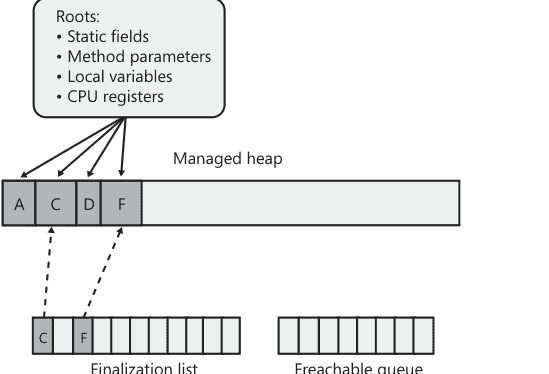 Roots:
• Static fields
• Method parameters
• Local variables
• CPU registers
Managed heap
A C D F
C F
Finalization list Freachable queue